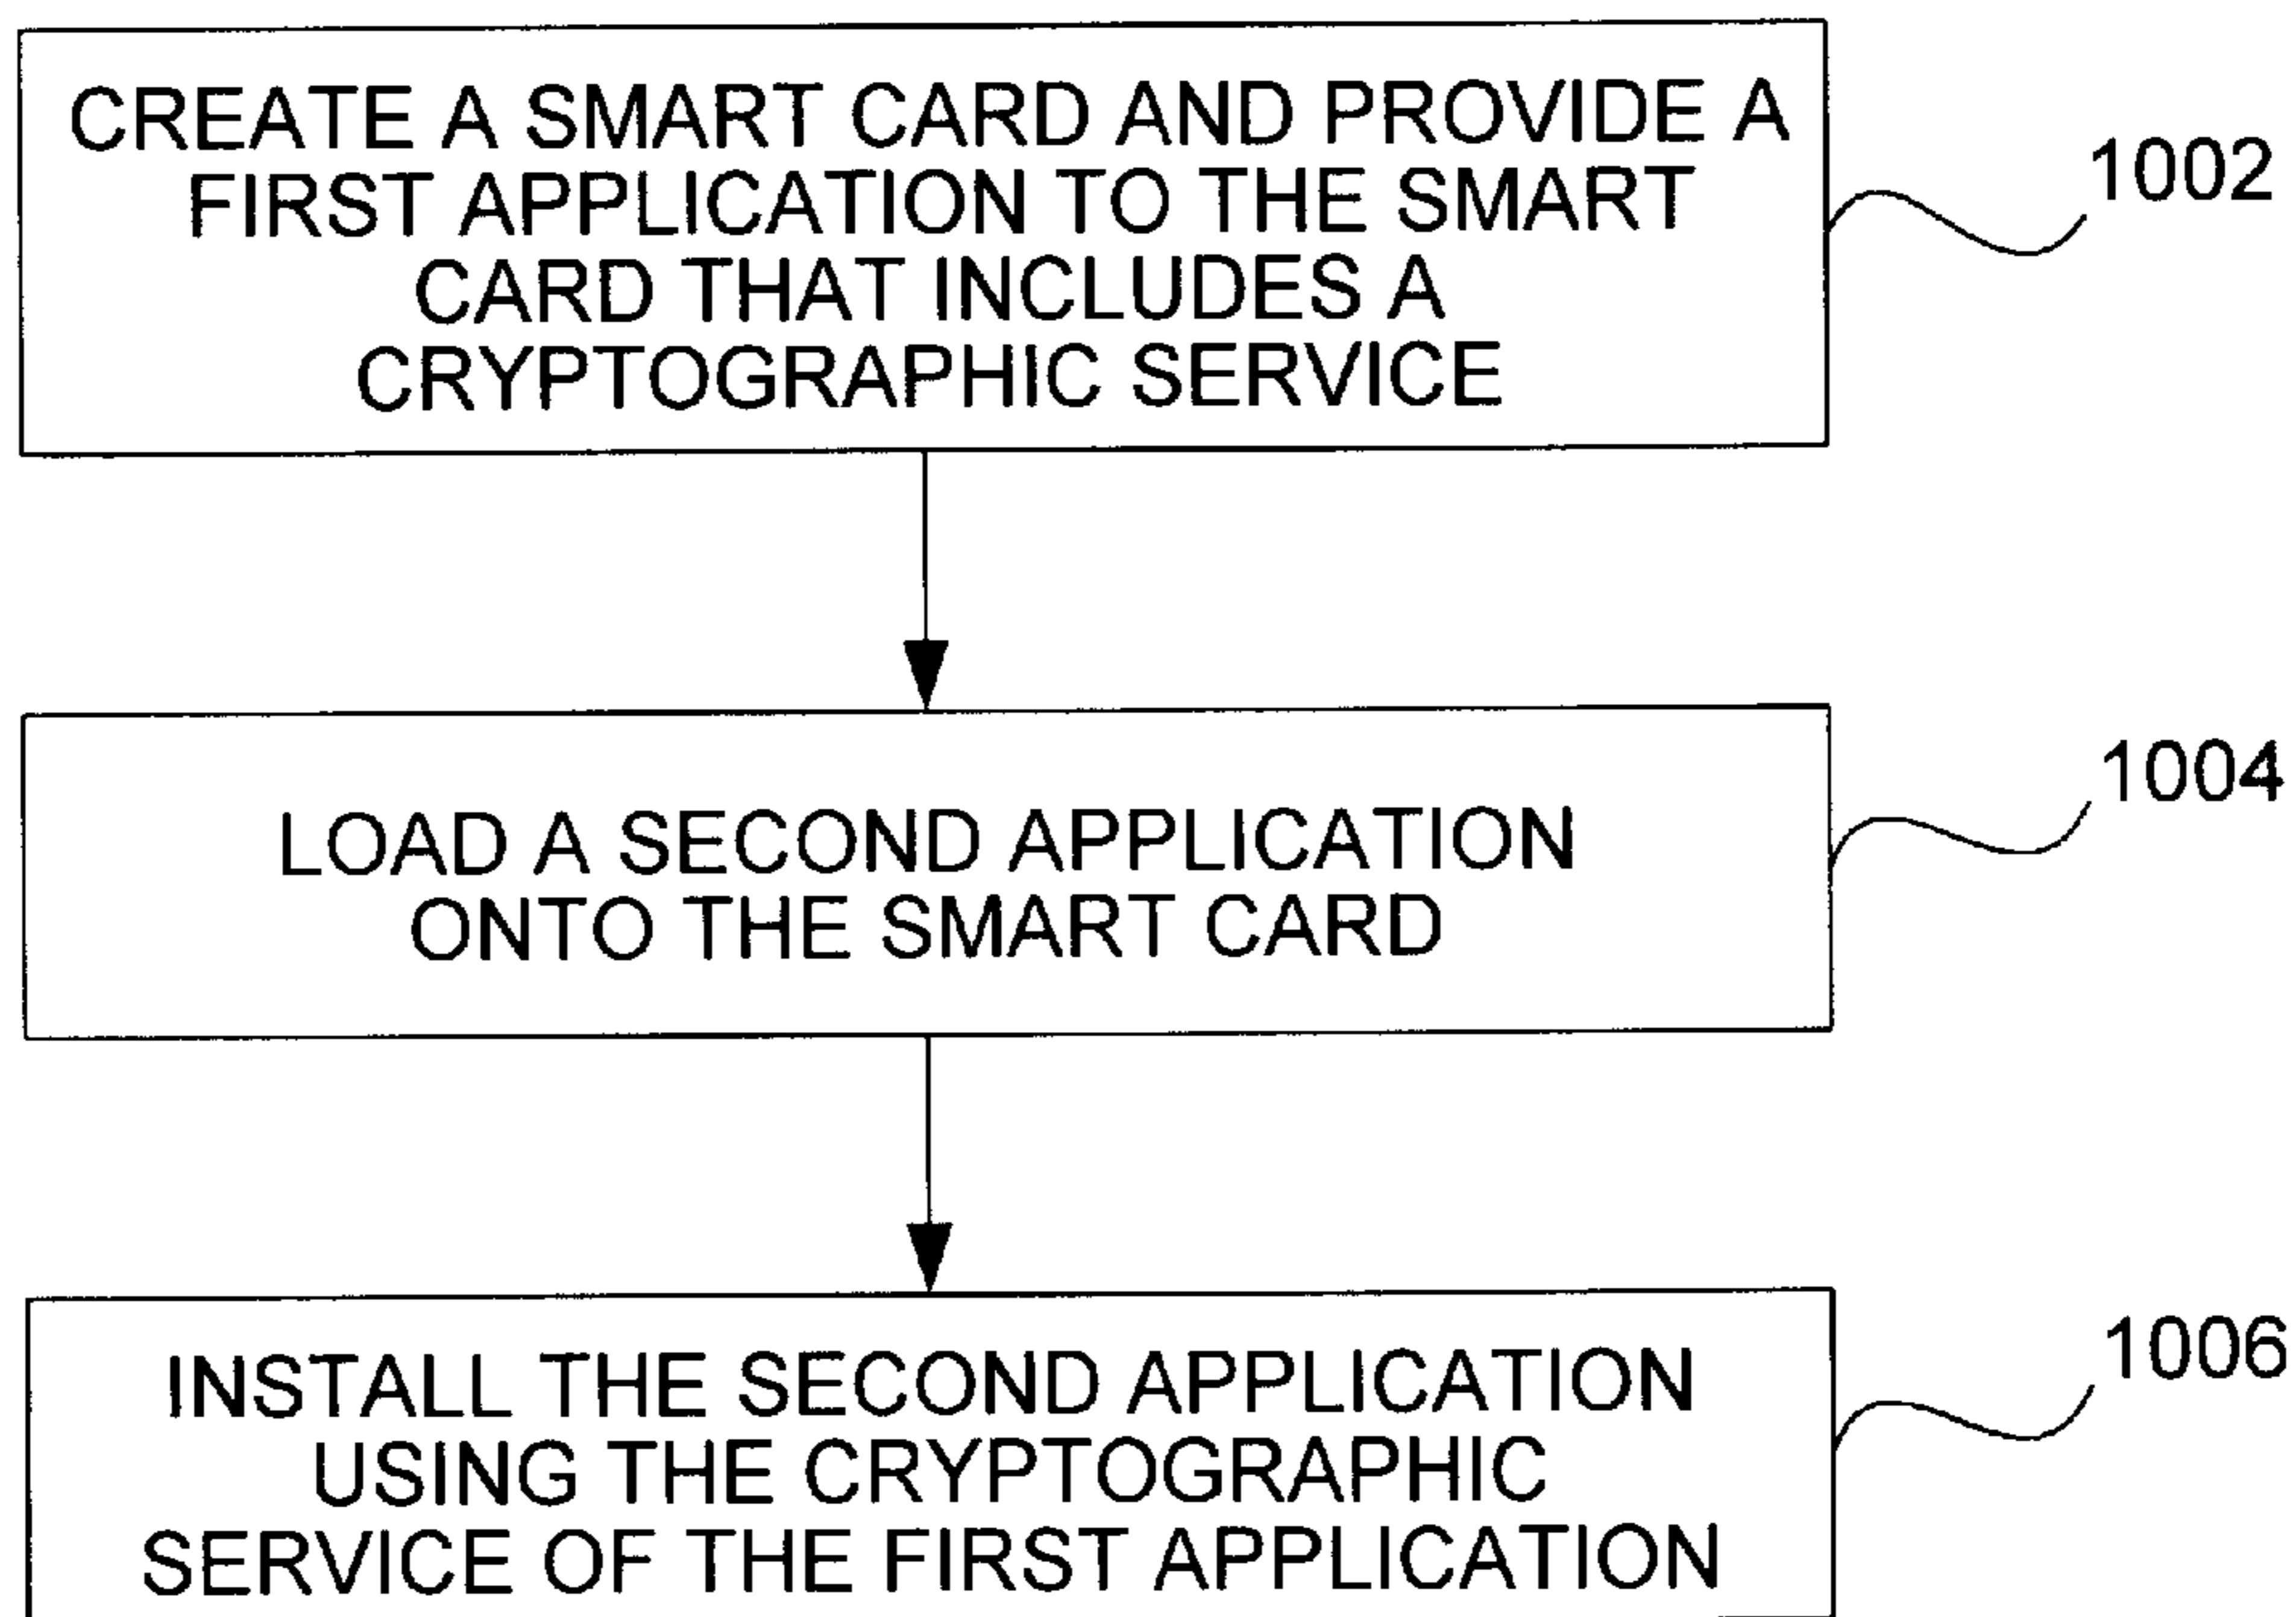 CREATE A SMART CARD AND PROVIDE A
FIRST APPLICATION TO THE SMART
CARD THAT INCLUDES A
CRYPTOGRAPHIC SERVICE
1002
LOAD A SECOND APPLICATION
ONTO THE SMART CARD
1004
INSTALL THE SECOND APPLICATION
USING THE CRYPTOGRAPHIC
SERVICE OF THE FIRST APPLICATION
1006